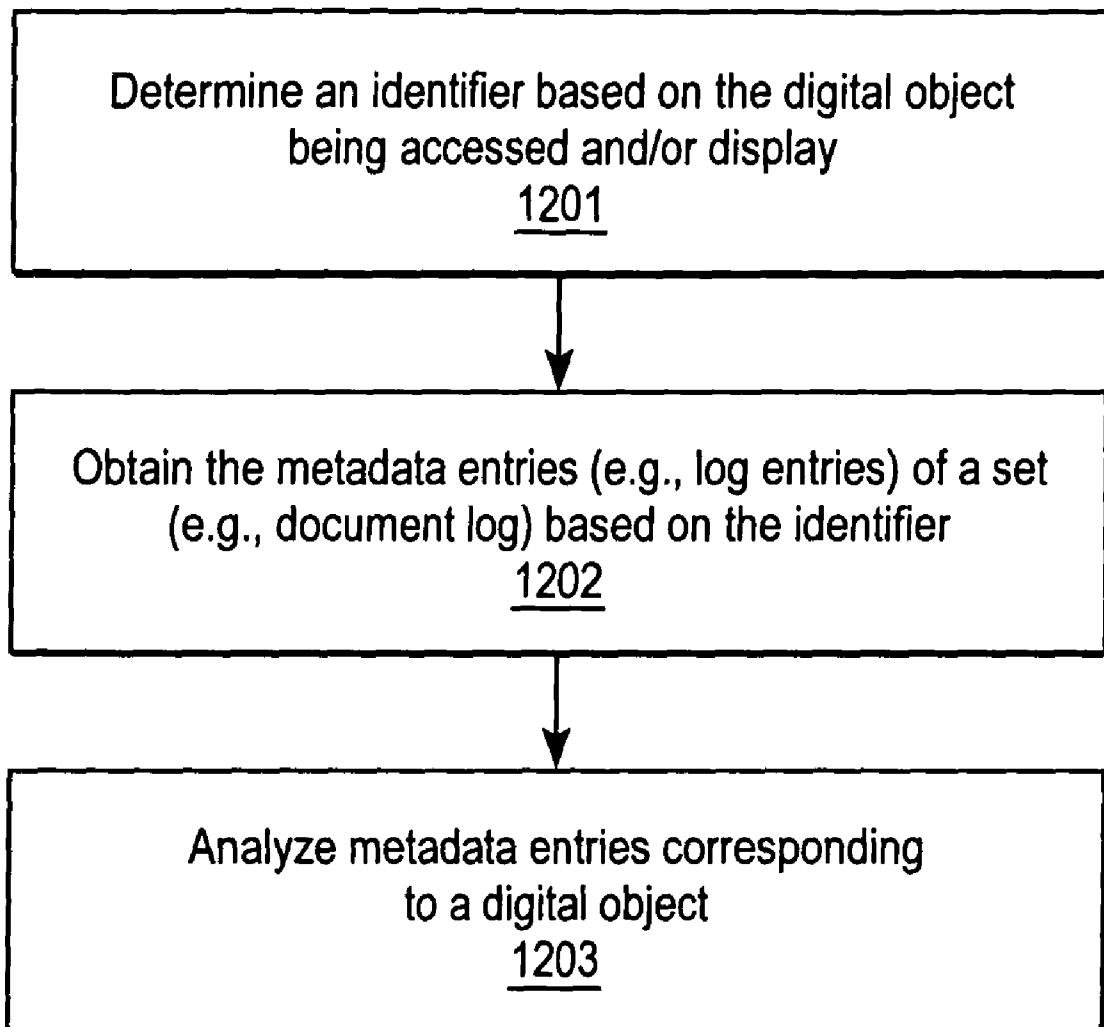 Determine an identifier based on the digital object
being accessed and/or display
1201
Obtain the metadata entries (e.g., log entries) of a set
(e.g., document log) based on the identifier
1202
Analyze metadata entries corresponding
to a digital object
1203